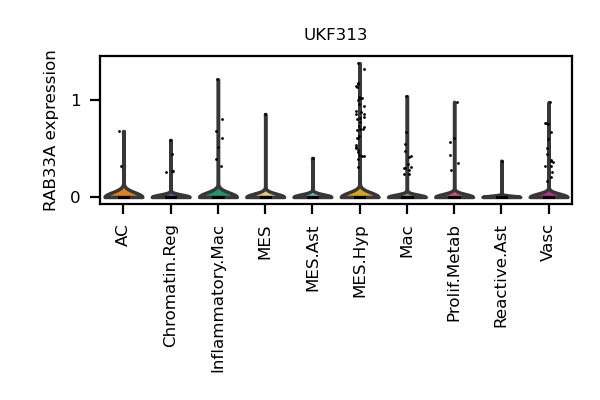 UKF313
RAB33A expression
1
0
AC
Chromatin.Reg
Inflammatory.Mac
MES
MES.Ast
MES.Hyp
Mac
Prolif.Metab
Reactive.Ast
Vasc